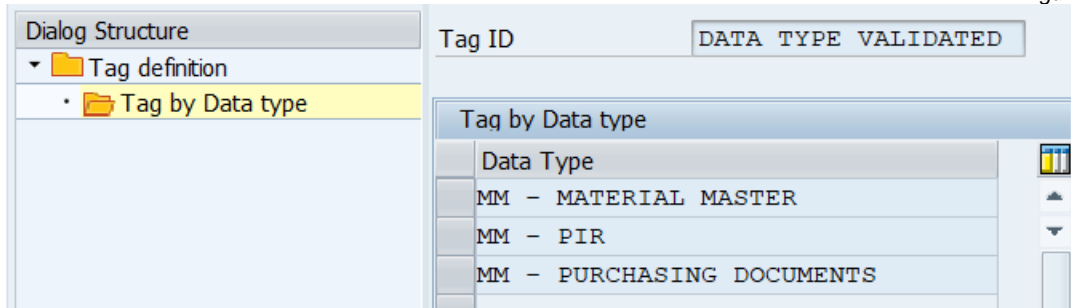 Dialog Structure
Tag definition
Tag by Data type
Tag ID DATA TYPE VALIDATED
Tag by Data type
Data Type
MM - MATERIAL MASTER
MM - PIR
MM - PURCHASING DOCUMENTS